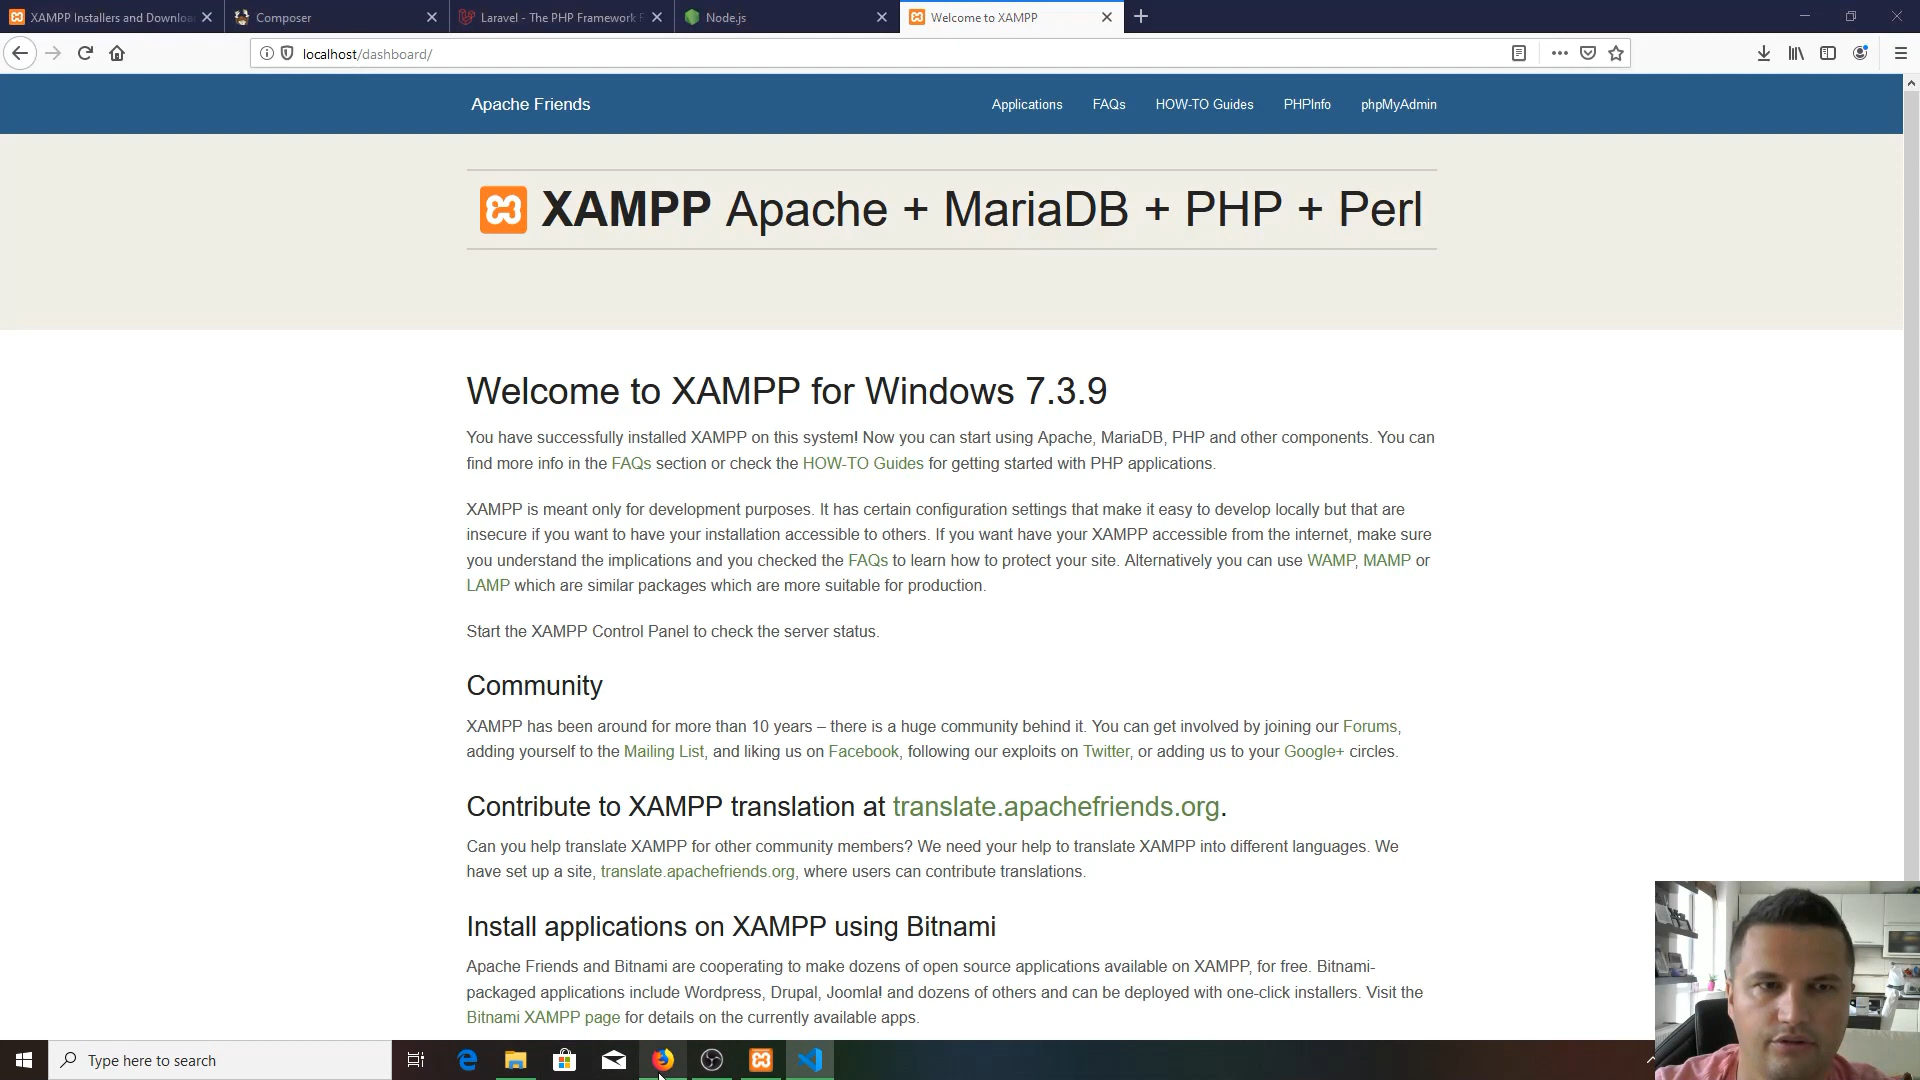 XAMPP Installers and Downloa
Composer
Laravel - The PHP Framework F
Node.js
Welcome to XAMPP
localhost/dashboard/
Apache Friends
Applications
FAQs
HOW-TO Guides
PHPInfo
phpMyAdmin
XAMPP Apache + MariaDB + PHP + Perl
Welcome to XAMPP for Windows 7.3.9
You have successfully installed XAMPP on this system! Now you can start using Apache, MariaDB, PHP and other components. You can
find more info in the FAQs section or check the HOW-TO Guides for getting started with PHP applications.
XAMPP is meant only for development purposes. It has certain configuration settings that make it easy to develop locally but that are
insecure if you want to have your installation accessible to others. If you want have your XAMPP accessible from the internet, make sure
you understand the implications and you checked the FAQs to learn how to protect your site. Alternatively you can use WAMP, MAMP or
LAMP which are similar packages which are more suitable for production.
Start the XAMPP Control Panel to check the server status.
Community
XAMPP has been around for more than 10 years – there is a huge community behind it. You can get involved by joining our Forums,
adding yourself to the Mailing List, and liking us on Facebook, following our exploits on Twitter, or adding us to your Google+ circles.
Contribute to XAMPP translation at translate.apachefriends.org.
Can you help translate XAMPP for other community members? We need your help to translate XAMPP into different languages. We
have set up a site, translate.apachefriends.org, where users can contribute translations.
Install applications on XAMPP using Bitnami
Apache Friends and Bitnami are cooperating to make dozens of open source applications available on XAMPP, for free. Bitnami-
packaged applications include Wordpress, Drupal, Joomla! and dozens of others and can be deployed with one-click installers. Visit the
Bitnami XAMPP page for details on the currently available apps.
Type here to search